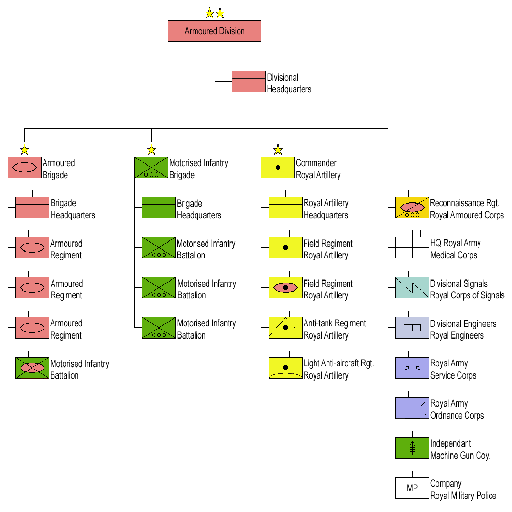 Armoured Division
Divisional
Headquarters
Armoured
Brigade
Brigade
Headquarters
Armoured
Regiment
Armoured
Regiment
Armoured
Regiment
Motorised Infantry
Battalion
Motorised Infantry
Brigade
Brigade
Headquarters
Motorised Infantry
Battalion
Motorised Infantry
Battalion
Motorised Infantry
Battalion
Commander
Royal Artillery
Royal Artillery
Headquarters
Field Regiment
Royal Artillery
Field Regiment
Royal Artillery
Anti-tank Regiment
Royal Artillery
Light Anti-aircraft Rgt.
Royal Artillery
Reconnaissance Rgt.
Royal Armoured Corps
HQ Royal Army
Medical Corps
Divisional Signals
Royal Corps of Signals
Divisional Engineers
Royal Engineers
Royal Army
Service Corps
Royal Army
Ordnance Corps
Independant
Machine Gun Coy.
MP
Company
Royal Military Police